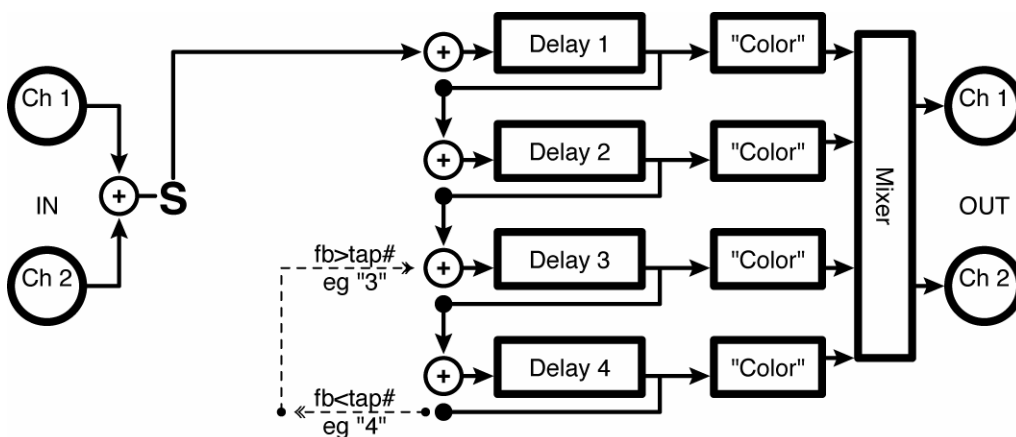 Ch 1
IN
Ch 2
+
S
+
Delay 1
"Color"
+
Delay 2
"Color"
fb>tap#
eg "3"
+
Delay 3
"Color"
fb<tap#
eg "4"
+
Delay 4
"Color"
Mixer
Ch 1
OUT
Ch 2